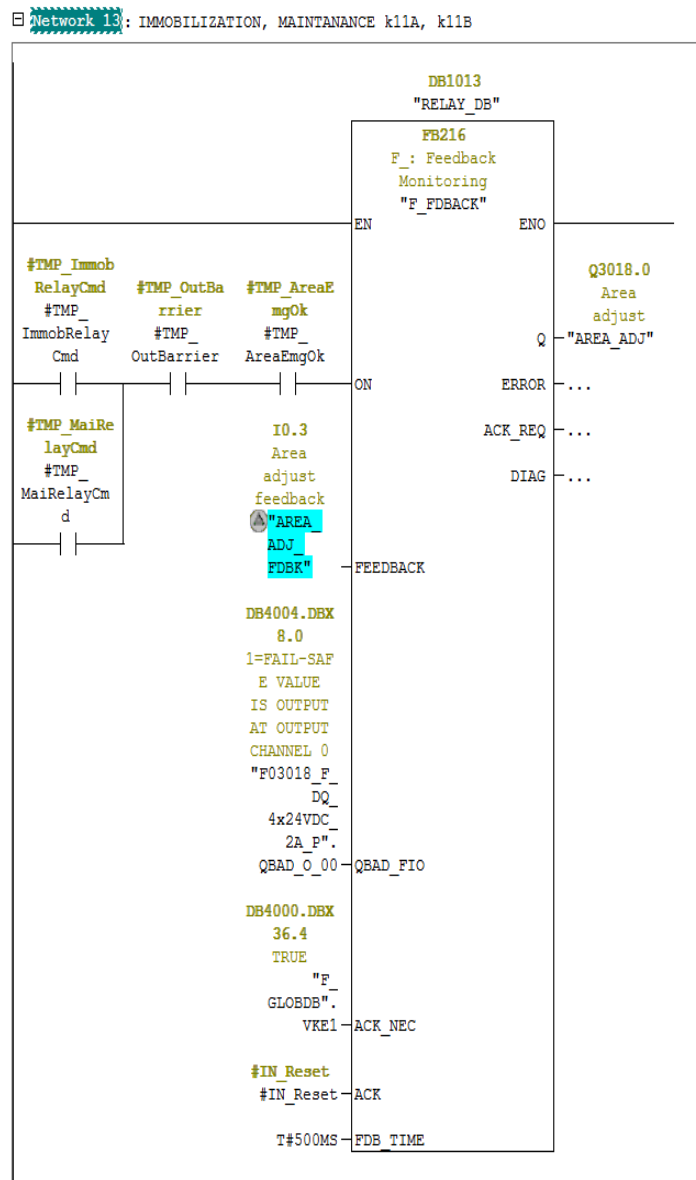 Network 13: IMMOBILIZATION, MAINTANANCE k11A, k11B
DB1013
"RELAY_DB"
FB216
F_: Feedback
Monitoring
"F_FDBACK"
EN
ENO
#TMP_Immob
RelayCmd
#TMP_
ImmobRelay
Cmd
#TMP_OutBa
rrier
#TMP_
OutBarrier
#TMP_AreaE
mgOk
#TMP_
AreaEmgOk
ON
Q3018.0
Area
adjust
Q
"AREA_ADJ"
ERROR
...
ACK_REQ
...
DIAG
...
#TMP_MaiRe
layCmd
#TMP_
MaiRelayCm
d
I0.3
Area
adjust
feedback
"AREA_
ADJ_
FDBK"
FEEDBACK
DB4004.DBX
8.0
1=FAIL-SAF
E VALUE
IS OUTPUT
AT OUTPUT
CHANNEL 0
"F03018_F_
DQ_
4x24VDC_
2A_P".
QBAD_O_00
QBAD_FIO
DB4000.DBX
36.4
TRUE
"F_
GLOBDB".
VKE1
ACK_NEC
#IN_Reset
#IN_Reset
ACK
T#500MS
FDB_TIME